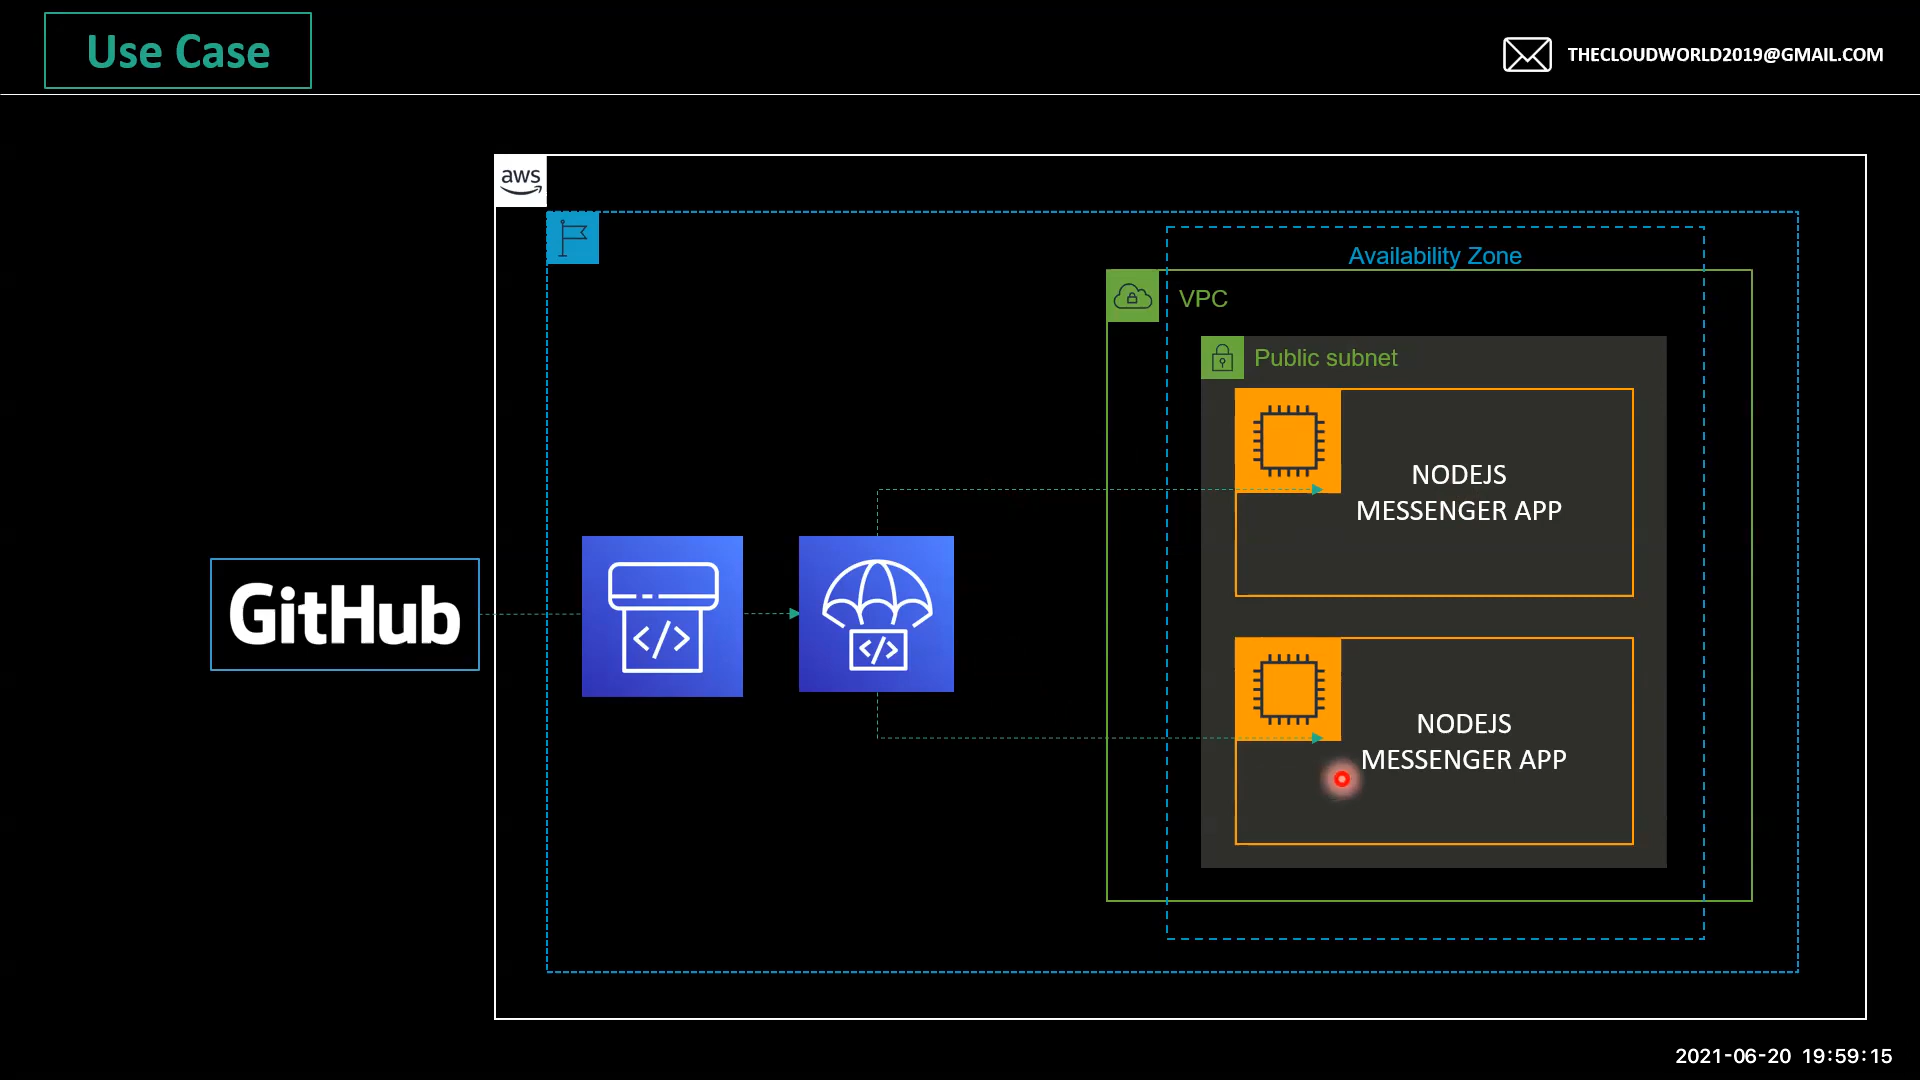 Use Case
THECLOUDWORLD2019@GMAIL.COM
aws
Availability Zone
VPC
Public subnet
NODEJS
MESSENGER APP
GitHub
</>
</>
NODEJS
MESSENGER APP
2021-06-20 19:59:15